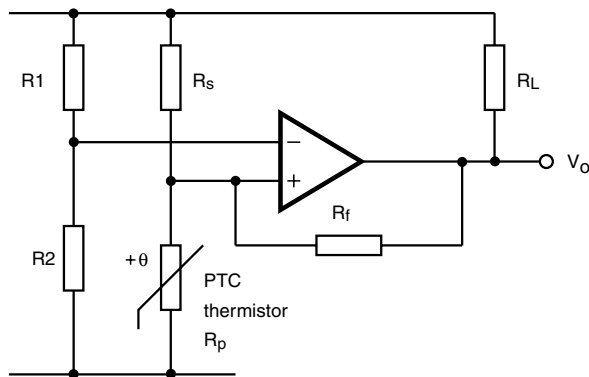 R1
Rs
RL
−
+
Vo
Rf
R2
+θ
PTC
thermistor
Rp